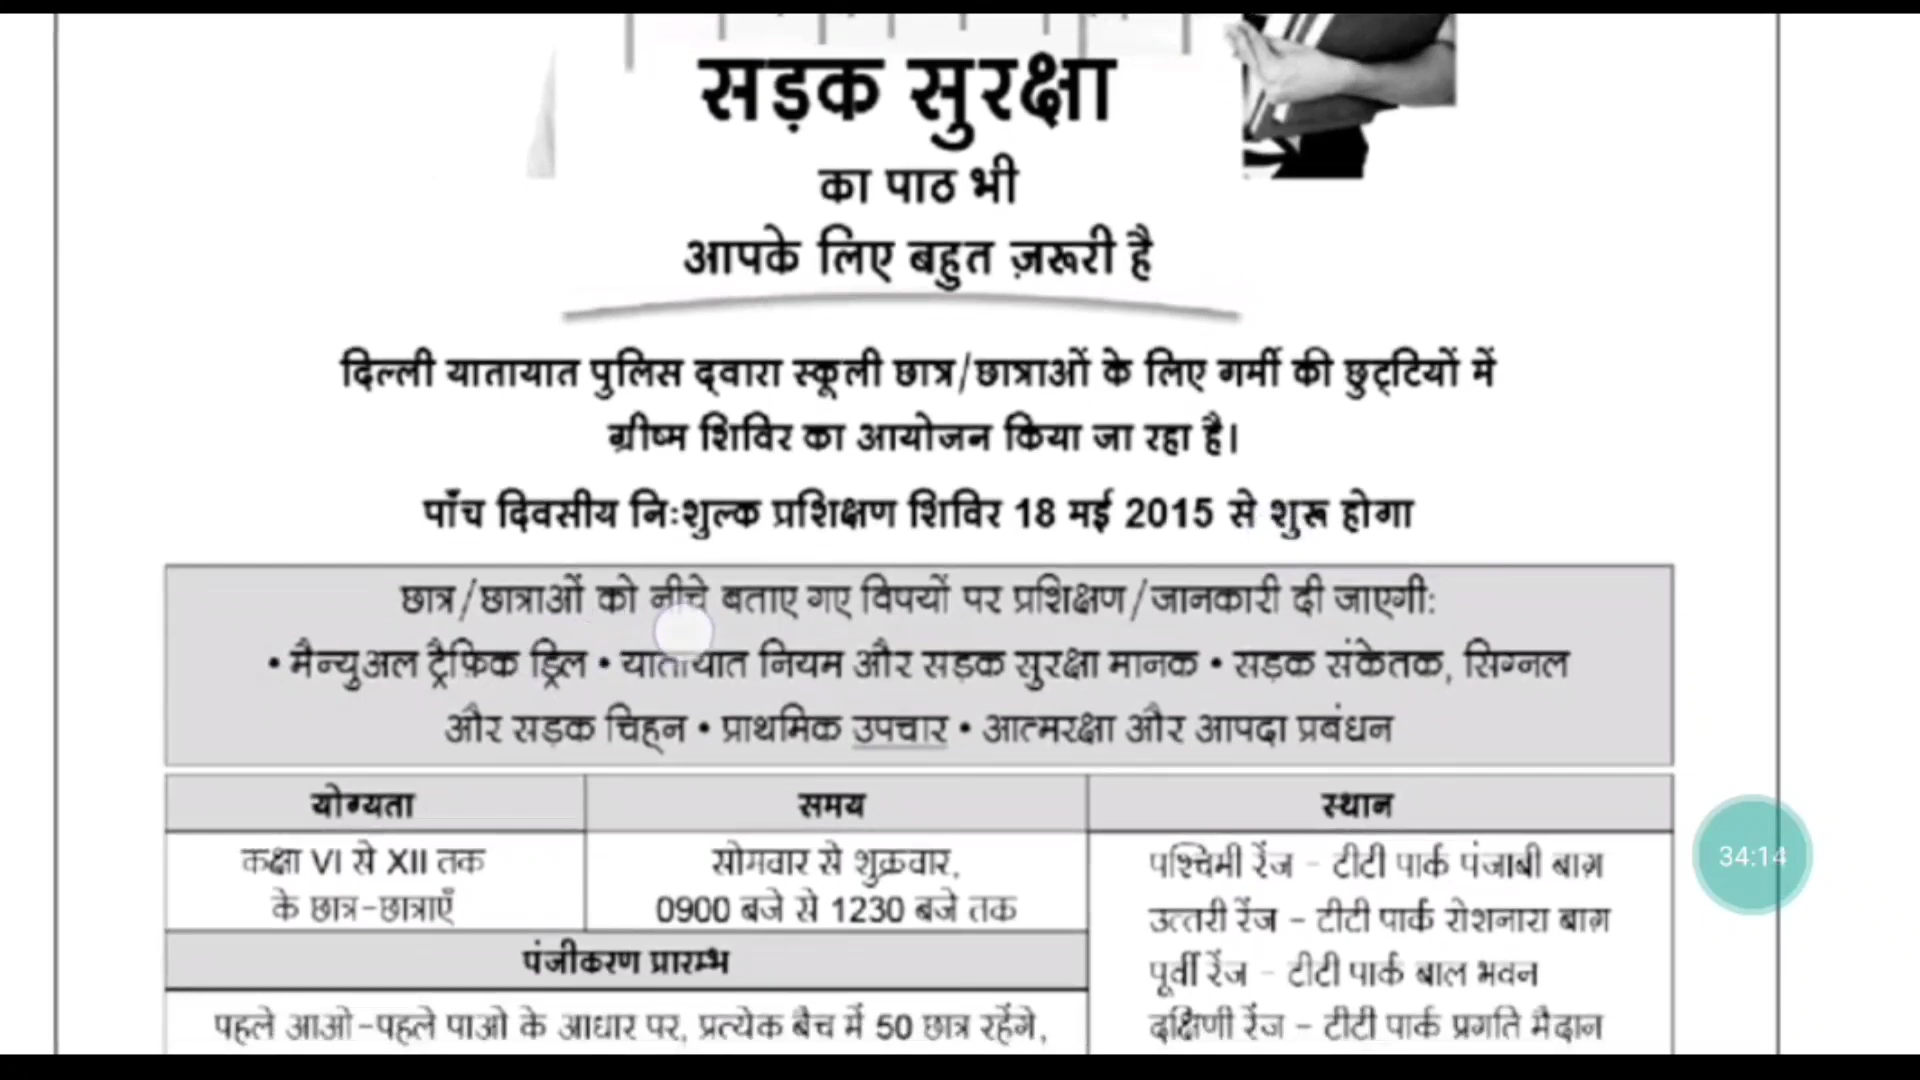 सड़क सुरक्षा
का पाठ भी
आपके लिए बहुत ज़रूरी है
दिल्ली यातायात पुलिस द्वारा स्कूली छात्र/छात्राओं के लिए गर्मी की छुट्टियों में
ग्रीष्म शिविर का आयोजन किया जा रहा है।
पाँच दिवसीय निःशुल्क प्रशिक्षण शिविर 18 मई 2015 से शुरू होगा
छात्र/छात्राओं को नीचे बताए गए विषयों पर प्रशिक्षण/जानकारी दी जाएगी:
• मैन्युअल ट्रैफ़िक ड्रिल • यातायात नियम और सड़क सुरक्षा मानक • सड़क संकेतक, सिग्नल
और सड़क चिह्न • प्राथमिक उपचार • आत्मरक्षा और आपदा प्रबंधन
योग्यता
कक्षा VI से XII तक
के छात्र-छात्राएँ
समय
सोमवार से शुक्रवार,
0900 बजे से 1230 बजे तक
पंजीकरण प्रारम्भ
पहले आओ-पहले पाओ के आधार पर, प्रत्येक बैच में 50 छात्र रहेंगे,
स्थान
पश्चिमी रेंज - टीटी पार्क पंजाबी बाग़
उत्तरी रेंज - टीटी पार्क रोशनारा बाग़
पूर्वी रेंज - टीटी पार्क बाल भवन
दक्षिणी रेंज - टीटी पार्क प्रगति मैदान
34:14